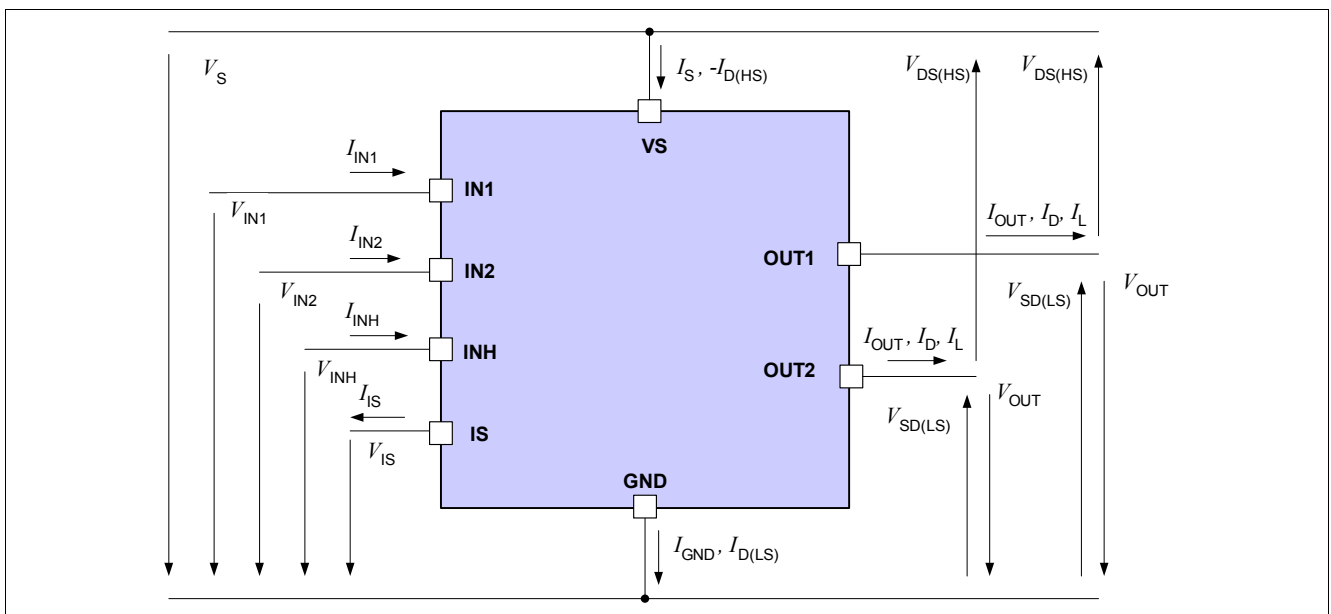 V_S
I_S , -I_D(HS)
V_DS(HS)
V_DS(HS)
VS
I_IN1
IN1
V_IN1
I_OUT , I_D, I_L
I_IN2
IN2
OUT1
V_IN2
V_SD(LS)
V_OUT
I_INH
INH
I_OUT , I_D, I_L
OUT2
V_INH
V_OUT
I_IS
IS
V_SD(LS)
V_IS
GND
I_GND , I_D(LS)